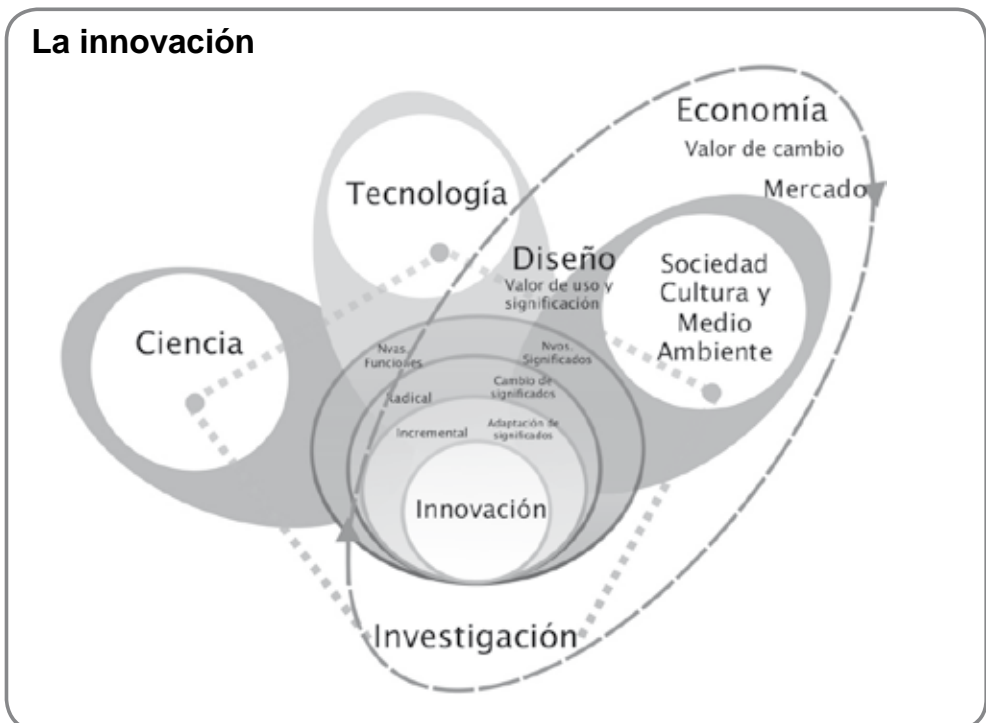 La innovación
Economía
Valor de cambio
Mercado
Tecnología
Diseño
Valor de uso y
significación
Sociedad
Cultura y
Medio
Ambiente
Ciencia
Nvas.
Funciones
Nvos.
Significados
Radical
Cambio de
significados
Incremental
Adaptación de
significados
Innovación
Investigación